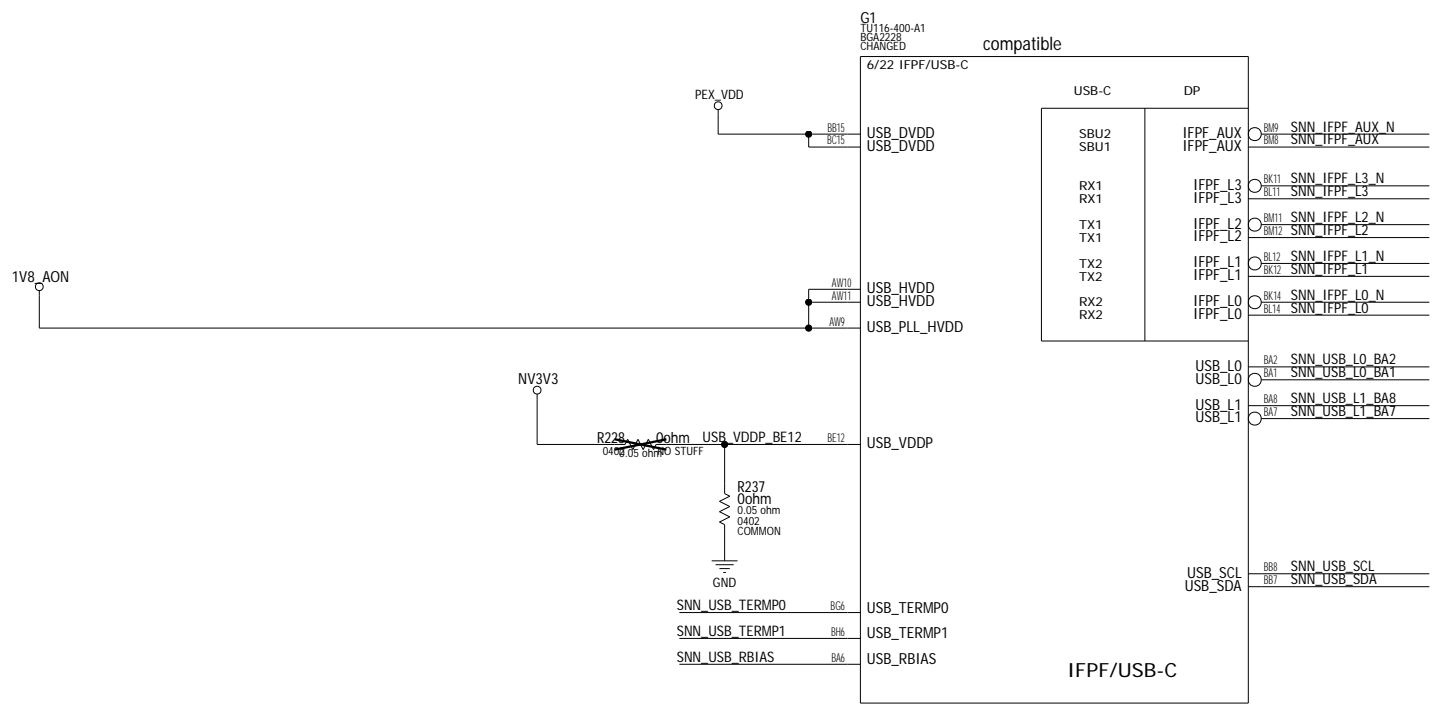 G1
TU116-400-A1
BGA2228
CHANGED
compatible
6/22 IFPF/USB-C
USB-C DP
PEX_VDD
BB15 USB_DVDD
BC15 USB_DVDD
SBU2 IFPF_AUX BM9 SNN_IFPF_AUX_N
SBU1 IFPF_AUX BM8 SNN_IFPF_AUX
RX1 IFPF_L3 BK11 SNN_IFPF_L3_N
RX1 IFPF_L3 BL11 SNN_IFPF_L3
TX1 IFPF_L2 BM11 SNN_IFPF_L2_N
TX1 IFPF_L2 BM12 SNN_IFPF_L2
TX2 IFPF_L1 BL12 SNN_IFPF_L1_N
TX2 IFPF_L1 BK12 SNN_IFPF_L1
RX2 IFPF_L0 BK14 SNN_IFPF_L0_N
RX2 IFPF_L0 BL14 SNN_IFPF_L0
1V8_AON
AW10 USB_HVDD
AW11 USB_HVDD
AW9 USB_PLL_HVDD
USB_L0 BA2 SNN_USB_L0_BA2
USB_L0 BA1 SNN_USB_L0_BA1
USB_L1 BA8 SNN_USB_L1_BA8
USB_L1 BA7 SNN_USB_L1_BA7
NV3V3
R228 0ohm USB_VDDP_BE12 BE12 USB_VDDP
0402 0.05 ohm NO STUFF
R237
0ohm
0.05 ohm
0402
COMMON
GND
USB_SCL BB8 SNN_USB_SCL
USB_SDA BB7 SNN_USB_SDA
SNN_USB_TERMP0 BG6 USB_TERMP0
SNN_USB_TERMP1 BH6 USB_TERMP1
SNN_USB_RBIAS BA6 USB_RBIAS
IFPF/USB-C